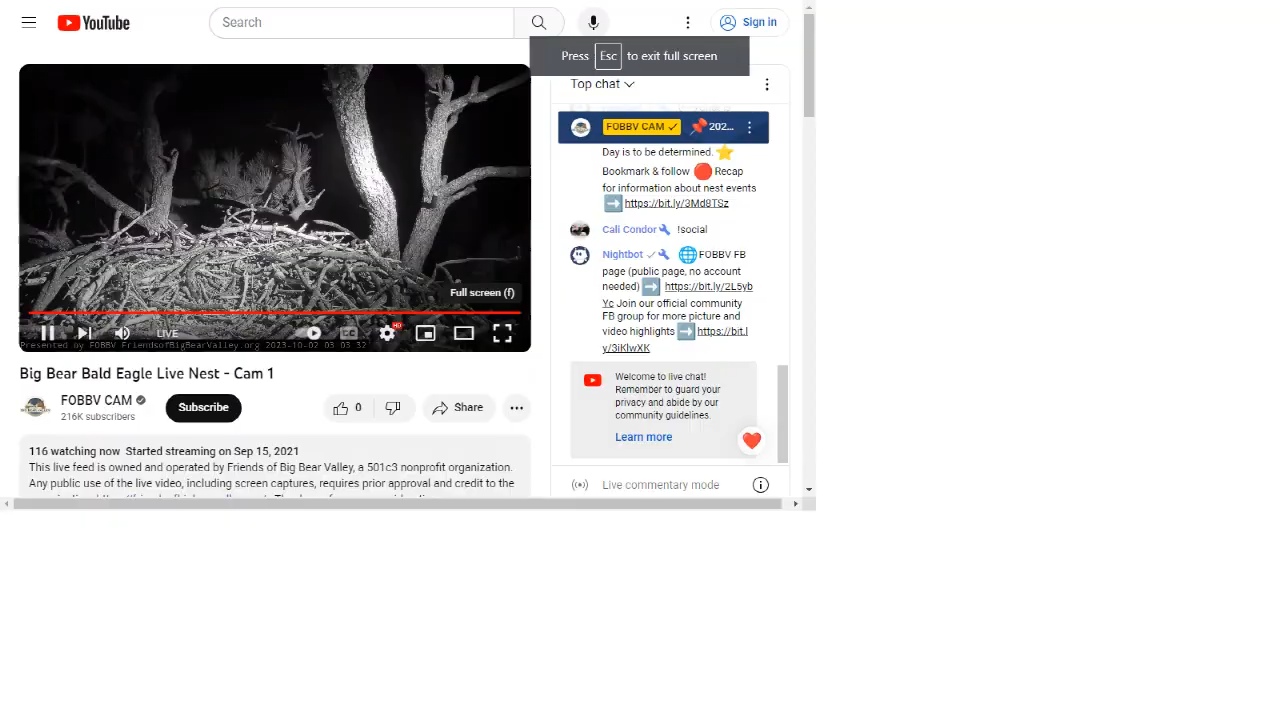 YouTube
Search
Sign in
Press Esc to exit full screen
Top chat
FOBBV CAM 202...
Day is to be determined.
Bookmark & follow Recap
for information about nest events
https://bit.ly/3Md8TSz
Cali Condor !social
Nightbot FOBBV FB
page (public page, no account
needed) https://bit.ly/2L5yb
Yc Join our official community
FB group for more picture and
video highlights https://bit.l
y/3iKlwXK
Welcome to live chat!
Remember to guard your
privacy and abide by our
community guidelines.
Learn more
Live commentary mode
Full screen (f)
LIVE
CC
HD
Presented by FOBBV FriendsofBigBearValley.org 2023-10-02 03 03 32
Big Bear Bald Eagle Live Nest - Cam 1
FOBBV CAM
216K subscribers
Subscribe
0
Share
116 watching now Started streaming on Sep 15, 2021
This live feed is owned and operated by Friends of Big Bear Valley, a 501c3 nonprofit organization.
Any public use of the live video, including screen captures, requires prior approval and credit to the